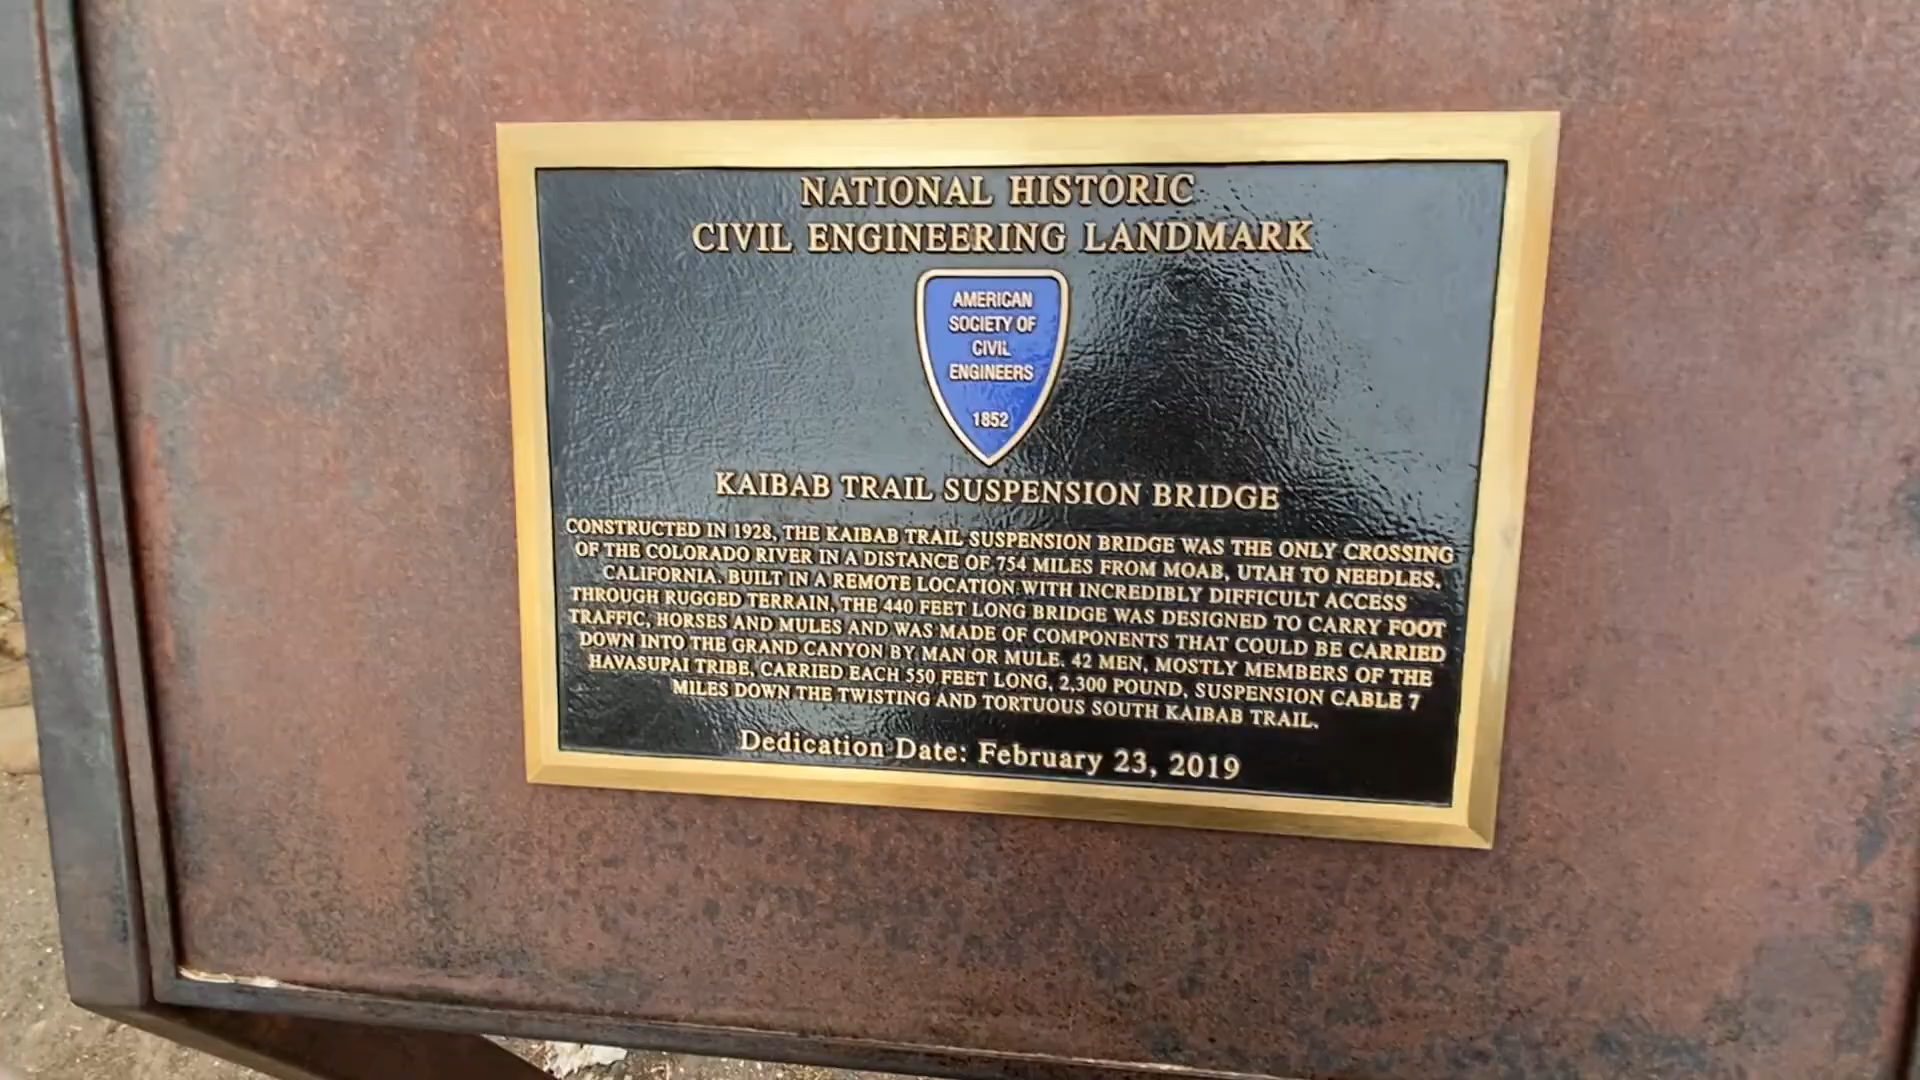 NATIONAL HISTORIC
CIVIL ENGINEERING LANDMARK
AMERICAN
SOCIETY OF
CIVIL
ENGINEERS
1852
KAIBAB TRAIL SUSPENSION BRIDGE
CONSTRUCTED IN 1928, THE KAIBAB TRAIL SUSPENSION BRIDGE WAS THE ONLY CROSSING
OF THE COLORADO RIVER IN A DISTANCE OF 754 MILES FROM MOAB, UTAH TO NEEDLES,
CALIFORNIA. BUILT IN A REMOTE LOCATION WITH INCREDIBLY DIFFICULT ACCESS
THROUGH RUGGED TERRAIN, THE 440 FEET LONG BRIDGE WAS DESIGNED TO CARRY FOOT
TRAFFIC, HORSES AND MULES AND WAS MADE OF COMPONENTS THAT COULD BE CARRIED
DOWN INTO THE GRAND CANYON BY MAN OR MULE. 42 MEN, MOSTLY MEMBERS OF THE
HAVASUPAI TRIBE, CARRIED EACH 550 FEET LONG, 2,300 POUND, SUSPENSION CABLE 7
MILES DOWN THE TWISTING AND TORTUOUS SOUTH KAIBAB TRAIL.
Dedication Date: February 23, 2019